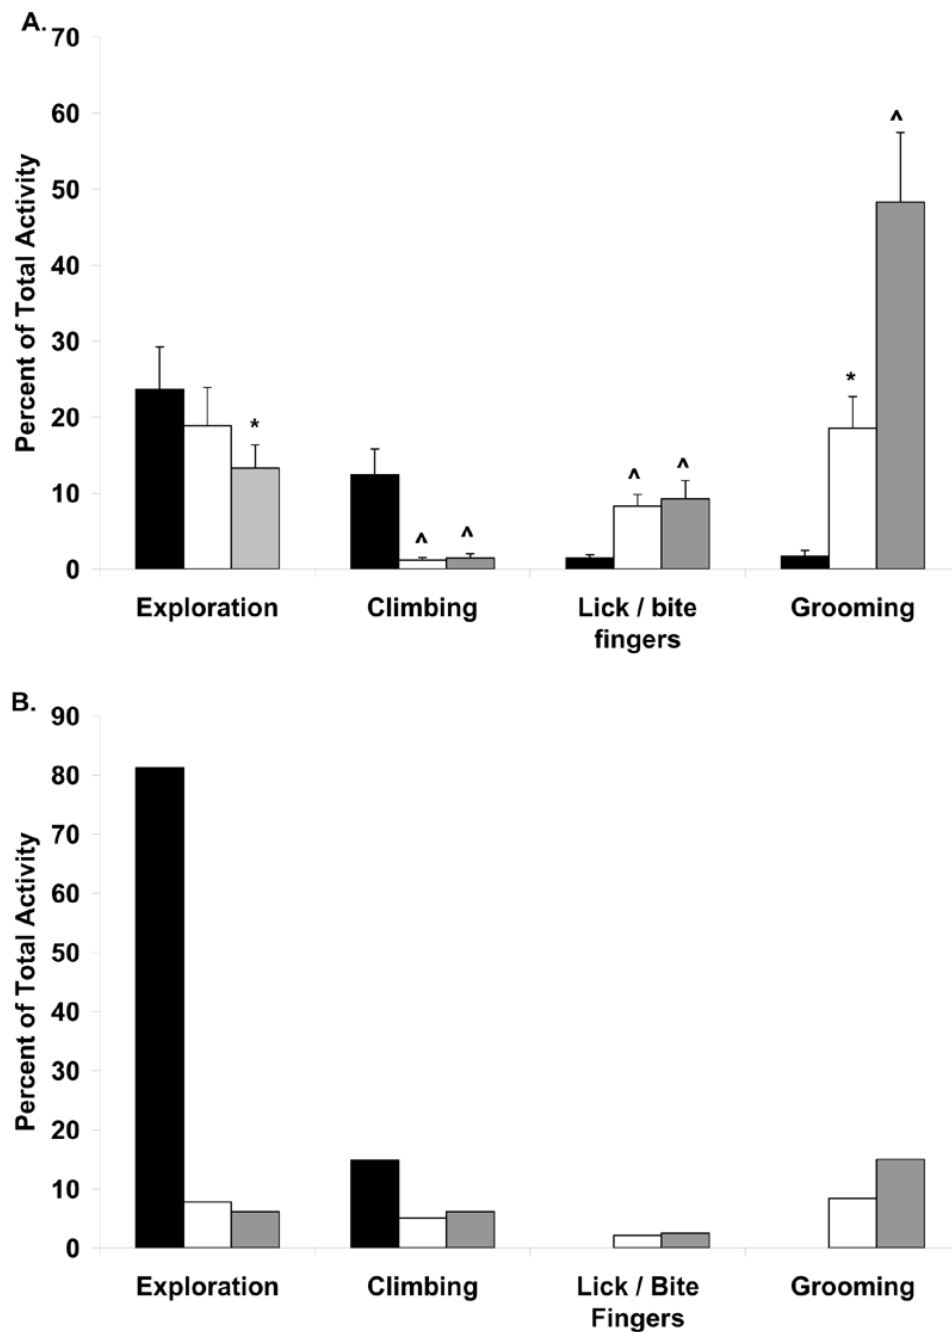 A.
70
60
50
40
30
20
10
0
Percent of Total Activity
^
*
*
^
^
^
^
Exploration
Climbing
Lick / bite
fingers
Grooming
B.
90
80
70
60
50
40
30
20
10
0
Percent of Total Activity
Exploration
Climbing
Lick / Bite
Fingers
Grooming